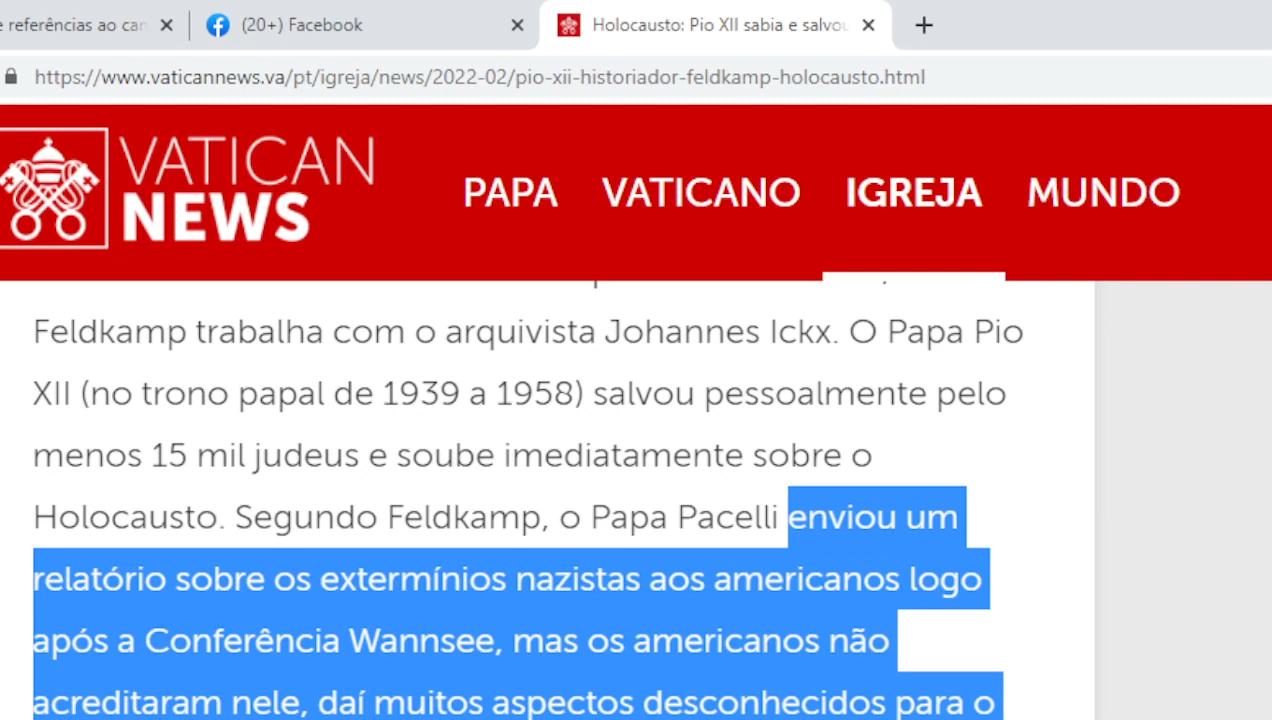 e referências ao can
(20+) Facebook
Holocausto: Pio XII sabia e salvou
https://www.vaticannews.va/pt/igreja/news/2022-02/pio-xii-historiador-feldkamp-holocausto.html
VATICAN
NEWS
PAPA VATICANO IGREJA MUNDO
Feldkamp trabalha com o arquivista Johannes Ickx. O Papa Pio
XII (no trono papal de 1939 a 1958) salvou pessoalmente pelo
menos 15 mil judeus e soube imediatamente sobre o
Holocausto. Segundo Feldkamp, o Papa Pacelli enviou um
relatório sobre os extermínios nazistas aos americanos logo
após a Conferência Wannsee, mas os americanos não
acreditaram nele, daí muitos aspectos desconhecidos para o